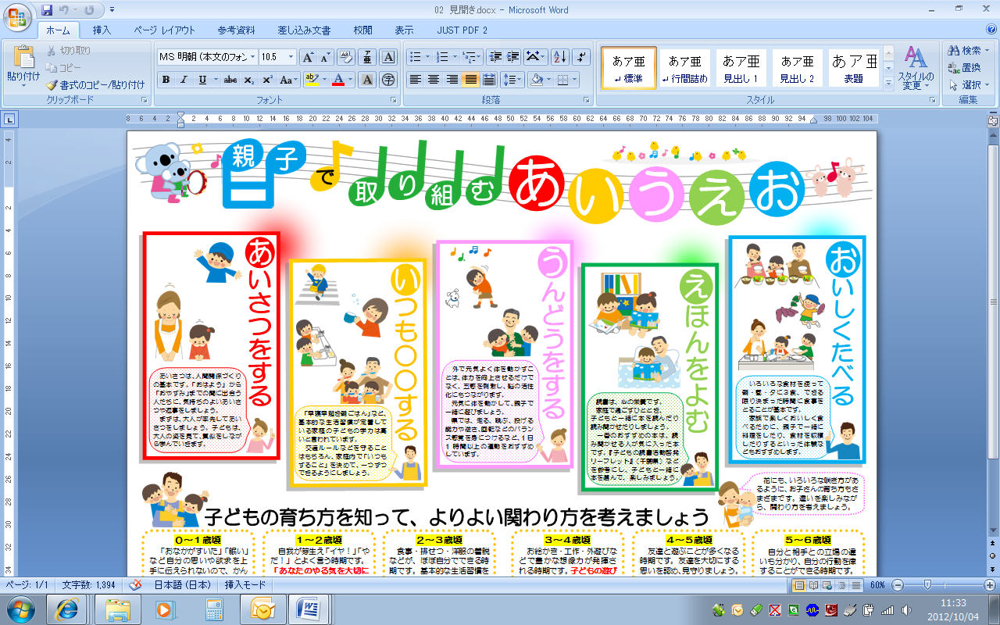 02 見開き.docx - Microsoft Word
ホーム 挿入 ページ レイアウト 参考資料 差し込み文書 校閲 表示 JUST PDF 2
貼り付け
切り取り
コピー
書式のコピー/貼り付け
クリップボード
MS 明朝 (本文のフォン 10.5
フォント
段落
あア亜 あア亜 あア亜 あア亜 あア亜
標準 行間詰め 見出し 1 見出し 2 表題
スタイルの
変更
スタイル
検索
置換
選択
編集
8 6 4 2 2 4 6 8 10 12 14 16 18 20 22 24 26 28 30 32 34 36 38 40 42 44 46 48 50 52 54 56 58 60 62 64 66 68 70 72 74 76 78 80 82 84 86 88 90 92 94 98 100 102 104
親子で取り組むあいうえお
あいさつをする
あいさつは、人間関係づくり
の基本です。「おはよう」から
「おやすみ」までの間に出会う
人たちに、気持ちのよいあいさ
つや返事をしましょう。
まずは、大人が率先してあい
さつをしましょう。子どもは、
大人の姿を見て、真似をしなが
ら学んでいきます。
いつも○○する
「早寝早起き朝ごはん」など、
基本的な生活習慣が定着して
いる家庭の子どもの学力は高
いと言われています。
交通ルールなどを守ること
はもちろん、家庭内で「いつも
すること」を決めて、一つずつ
できるようにしましょう。
うんどうをする
外で元気よく体を動かすこ
とは、体力を向上させるだけで
なく、五感を刺激し、脳の活性
化にもつながります。
元気に体を動かして、親子で
一緒に遊びましょう。
県では、走る、跳ぶ、投げる
能力や逆さ、回転などのバラン
ス感覚を身につけるなど、1日
1時間以上の運動をおすすめ
しています。
えほんをよむ
読書は、心の栄養です。
家庭で過ごすひととき、
子どもと一緒に本を読んだり
読み聞かせたりしましょう。
一番のおすすめの本は、読
み聞かせる人が気に入った本
です。『子どもの読書活動啓発
リーフレット』(千葉県)など
を参考にし、子どもと一緒に
本を選んで、楽しみましょう。
おいしくたべる
いろいろな食材を使って
朝・昼・夕に3食、できる
限り決まった時間に食事を
とることが基本です。
家族で楽しくおいしく食
べるために、親子で一緒に
料理をしたり、食材を収穫
したりするといった体験な
どもおすすめします。
花にも、いろいろな咲き方があ
るように、お子さんの育ち方もさ
まざまです。違いを楽しみなが
ら、関わり方を考えましょう。
子どもの育ち方を知って、よりよい関わり方を考えましょう
0～1歳頃
「おなかがすいた」「眠い」
など自分の思いや欲求を上
手に伝えられないので、かん
1～2歳頃
自我が芽生え「イヤ!」「や
だ!」とよく言う時期です。
「あなたのやる気を大切に
2～3歳頃
食事・排せつ・洋服の着脱
などが、ほぼ自分でできる時
期です。基本的な生活習慣を
3～4歳頃
お絵かき・工作・外遊びな
どで豊かな想像力が発揮さ
れる時期です。子どもの遊び
4～5歳頃
友達と遊ぶことが多くなる
時期です。友達を大切にする
思いを認め、見守りましょう。
5～6歳頃
自分と相手との立場の違
いも分かり、自分の行動を律
することができる時期です。
ページ: 1/1 文字数: 1,394 日本語 (日本) 挿入モード 60%
11:33
2012/10/04